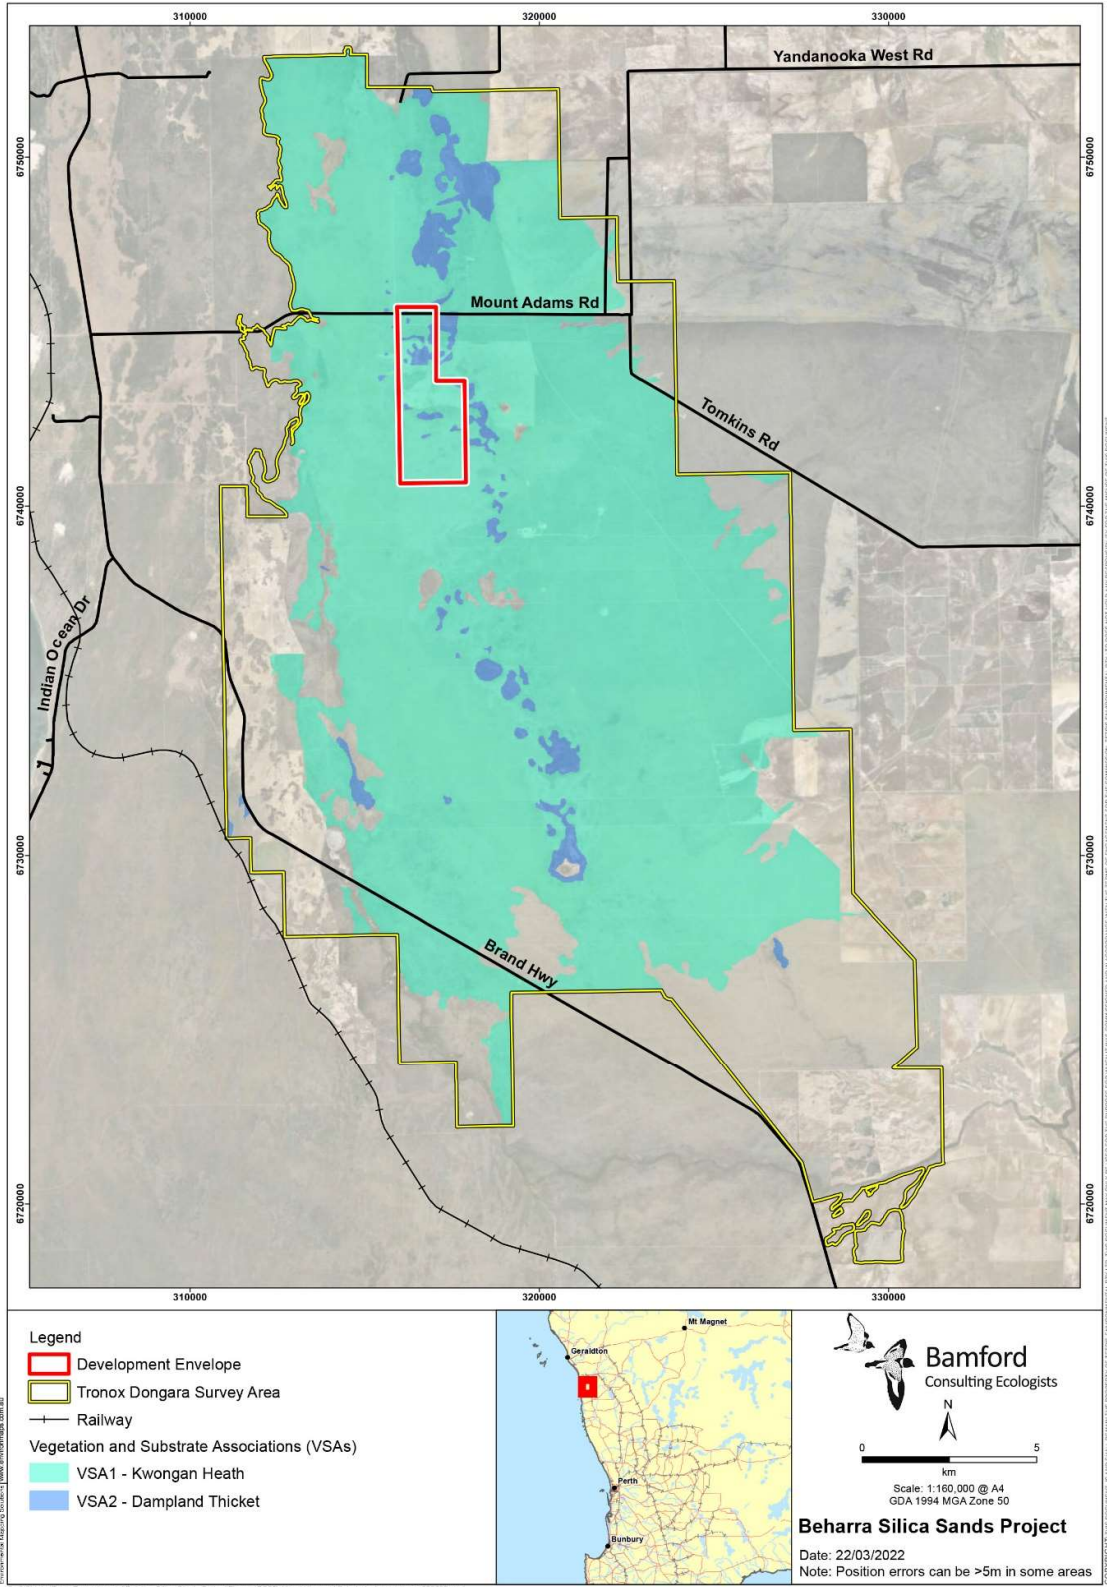 310000
320000
330000
Yandanooka West Rd
6750000
6750000
Mount Adams Rd
Tomkins Rd
6740000
6740000
Indian Ocean Dr
6730000
6730000
Brand Hwy
6720000
6720000
310000
320000
330000
Legend
Development Envelope
Tronox Dongara Survey Area
Railway
Vegetation and Substrate Associations (VSAs)
VSA1 - Kwongan Heath
VSA2 - Dampland Thicket
Mt Magnet
Geraldton
Perth
Bunbury
Bamford
Consulting Ecologists
N
0 5
km
Scale: 1:160,000 @ A4
GDA 1994 MGA Zone 50
Beharra Silica Sands Project
Date: 22/03/2022
Note: Position errors can be >5m in some areas